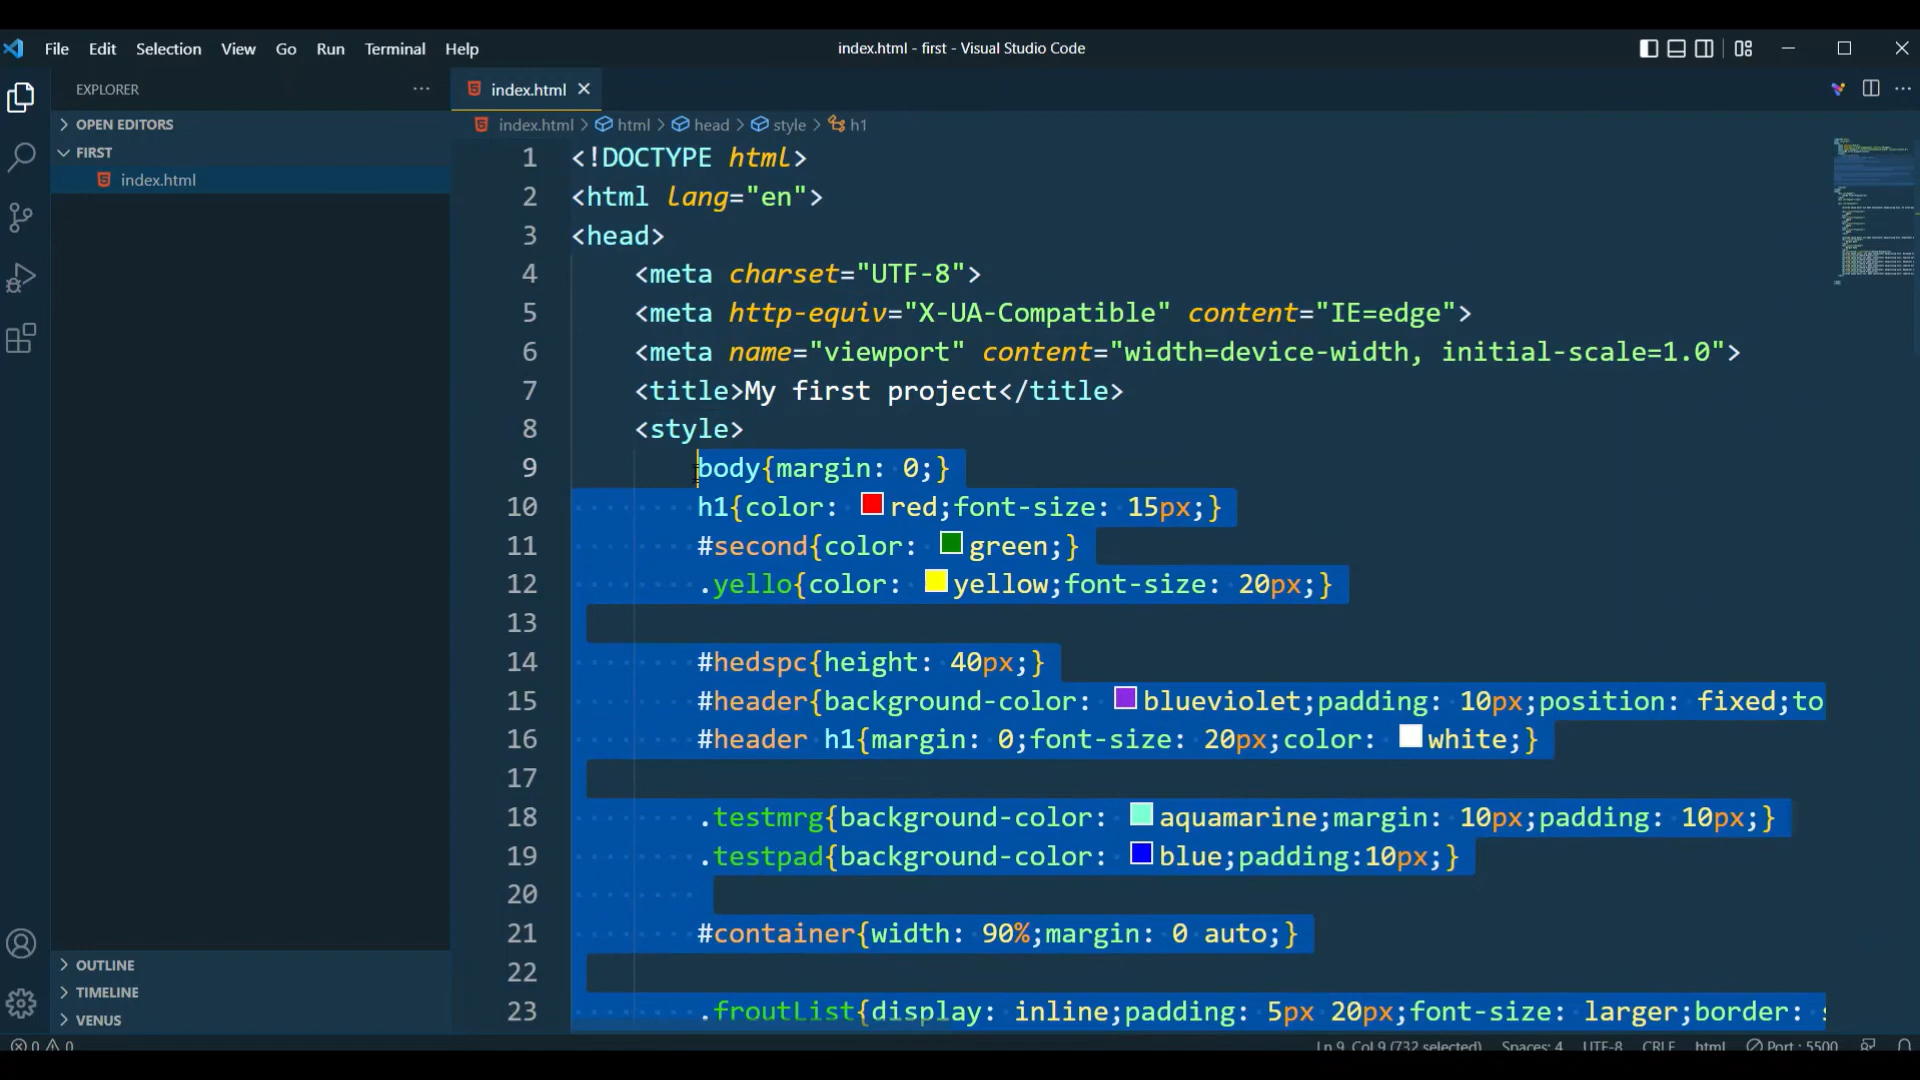 File Edit Selection View Go Run Terminal Help
index.html - first - Visual Studio Code
EXPLORER
OPEN EDITORS
FIRST
index.html
OUTLINE
TIMELINE
VENUS
index.html
index.html > html > head > style > h1
1 <!DOCTYPE html>
2 <html lang="en">
3 <head>
4 <meta charset="UTF-8">
5 <meta http-equiv="X-UA-Compatible" content="IE=edge">
6 <meta name="viewport" content="width=device-width, initial-scale=1.0">
7 <title>My first project</title>
8 <style>
9 body{margin: 0;}
10 h1{color: red;font-size: 15px;}
11 #second{color: green;}
12 .yello{color: yellow;font-size: 20px;}
13
14 #hedspc{height: 40px;}
15 #header{background-color: blueviolet;padding: 10px;position: fixed;to
16 #header h1{margin: 0;font-size: 20px;color: white;}
17
18 .testmrg{background-color: aquamarine;margin: 10px;padding: 10px;}
19 .testpad{background-color: blue;padding:10px;}
20
21 #container{width: 90%;margin: 0 auto;}
22
23 .froutList{display: inline;padding: 5px 20px;font-size: larger;border:
0 0
Ln 9, Col 9 (732 selected) Spaces: 4 UTF-8 CRLF html Port : 5500